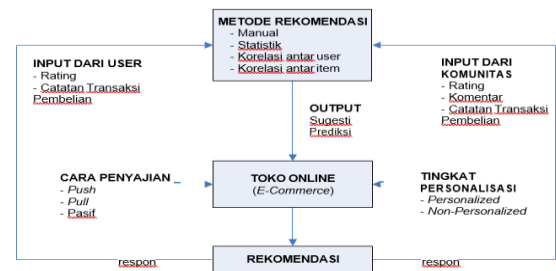 METODE REKOMENDASI
- Manual
- Statistik
- Korelasi antar user
- Korelasi antar item
INPUT DARI USER
- Rating
- Catatan Transaksi
Pembelian
INPUT DARI
KOMUNITAS
- Rating
- Komentar
- Catatan Transaksi
Pembelian
OUTPUT
Sugesti
Prediksi
CARA PENYAJIAN
- Push
- Pull
- Pasif
TOKO ONLINE
(E-Commerce)
TINGKAT
PERSONALISASI
- Personalized
- Non-Personalized
respon
REKOMENDASI
respon